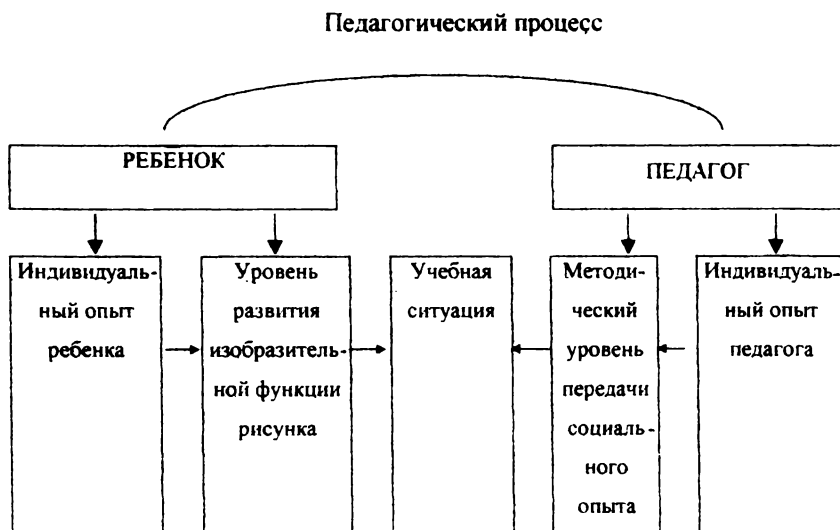 Педагогический процесс
РЕБЕНОК
ПЕДАГОГ
Индивидуаль-
ный опыт
ребенка
Уровень
развития
изобразитель-
ной функции
рисунка
Учебная
ситуация
Методи-
ческий
уровень
передачи
социаль-
ного
опыта
Индивидуаль-
ный опыт
педагога